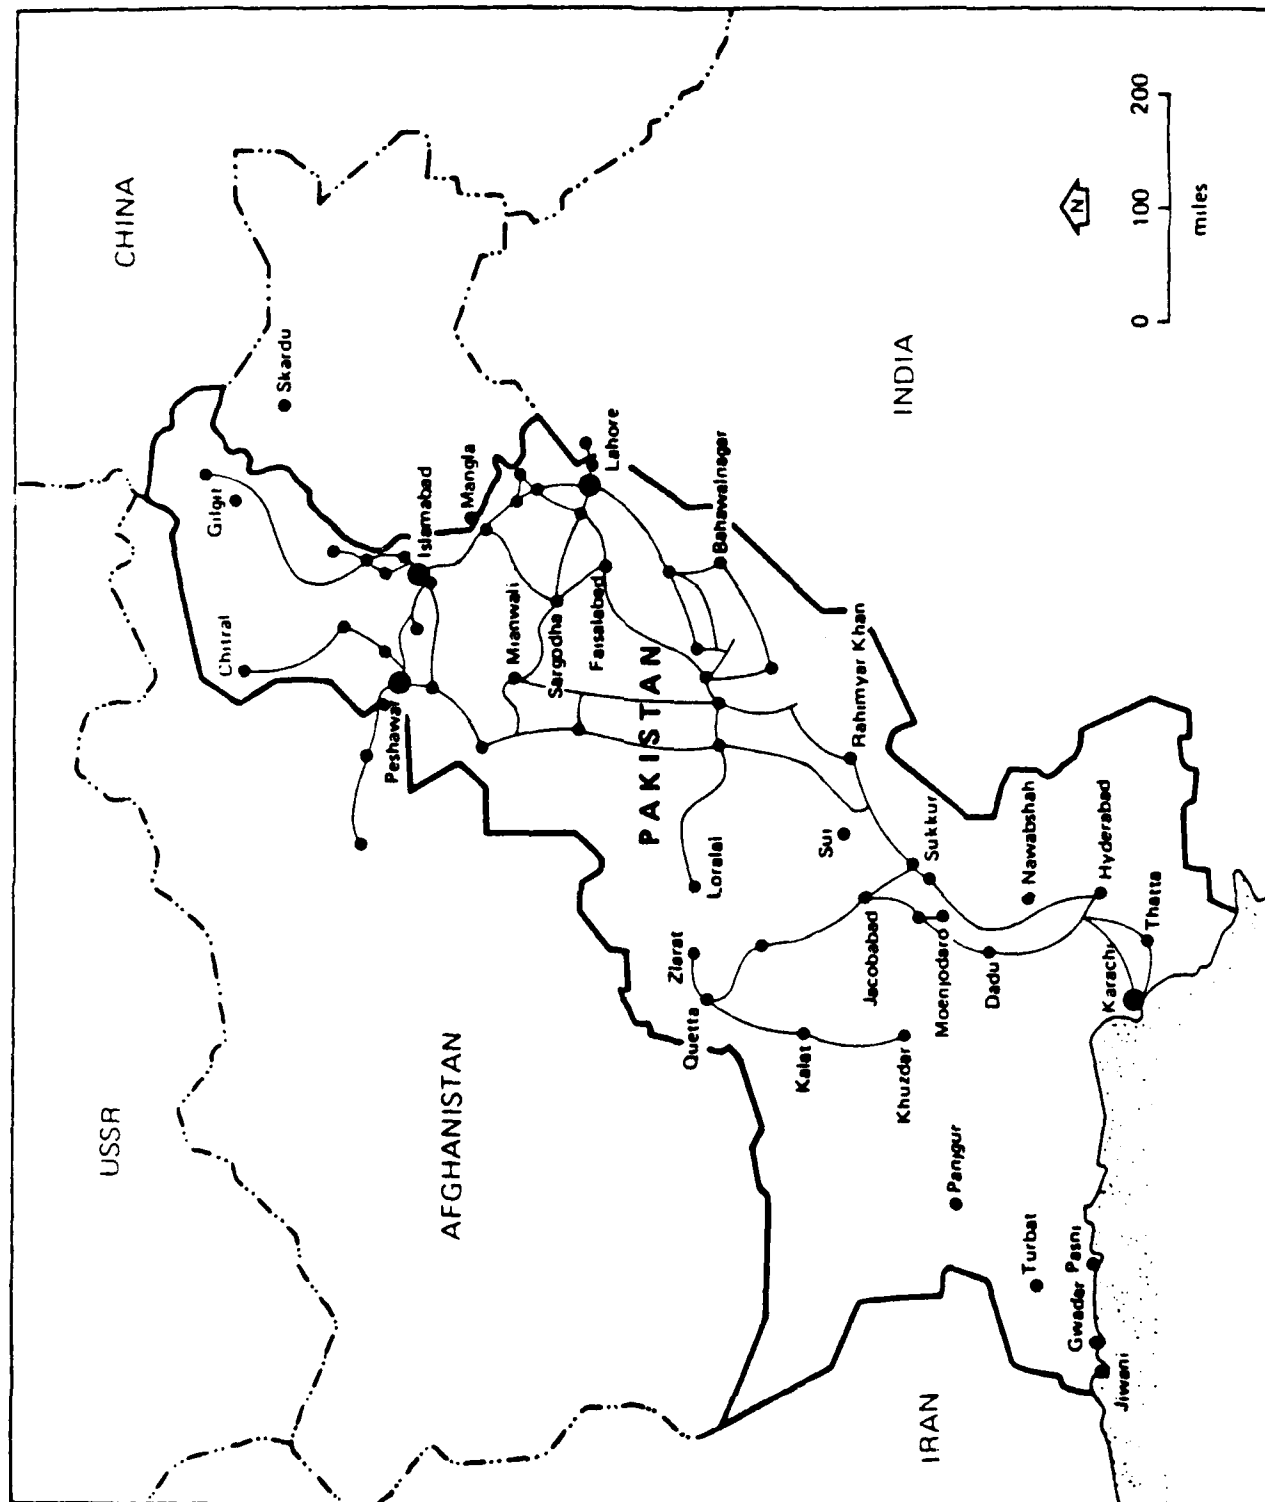 USSR
CHINA
AFGHANISTAN
IRAN
INDIA
PAKISTAN
Chitral
Gilgit
Skardu
Peshawar
Islamabad
Mangla
Mianwali
Sargodha
Faisalabad
Lahore
Bahawalnagar
Loralai
Ziarat
Quetta
Kalat
Khuzdar
Sui
Rahimyar Khan
Jacobabad
Sukkur
Moenjodaro
Dadu
Nawabshah
Hyderabad
Thatta
Karachi
Panjgur
Turbat
Pasni
Gwadar
Jiwani
N
0 100 200
miles